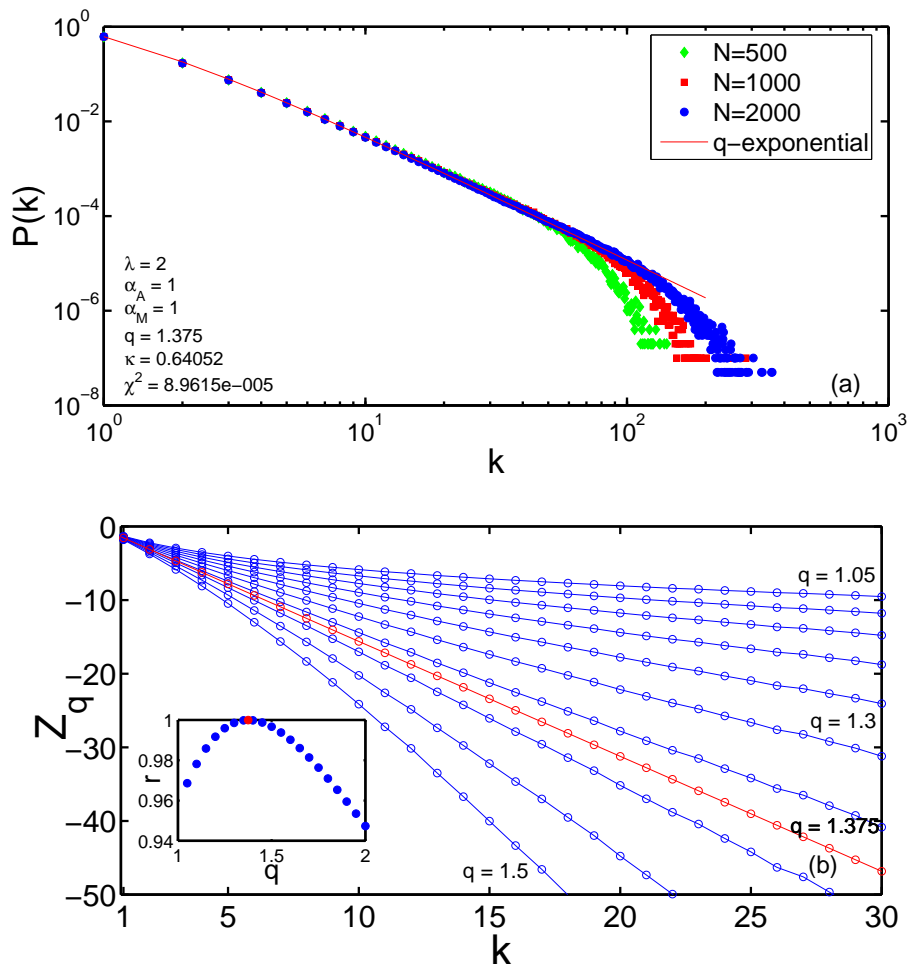 10^0
10^−2
10^−4
10^−6
10^−8
P(k)
N=500
N=1000
N=2000
q−exponential
λ = 2
α_A = 1
α_M = 1
q = 1.375
κ = 0.64052
χ^2 = 8.9615e−005
(a)
10^0 10^1 10^2 10^3
k
0
−10
−20
−30
−40
−50
Z_q
q = 1.05
q = 1.3
q = 1.375
q = 1.5
(b)
1
0.98
0.96
0.94
r
1 1.5 2
q
1 5 10 15 20 25 30
k